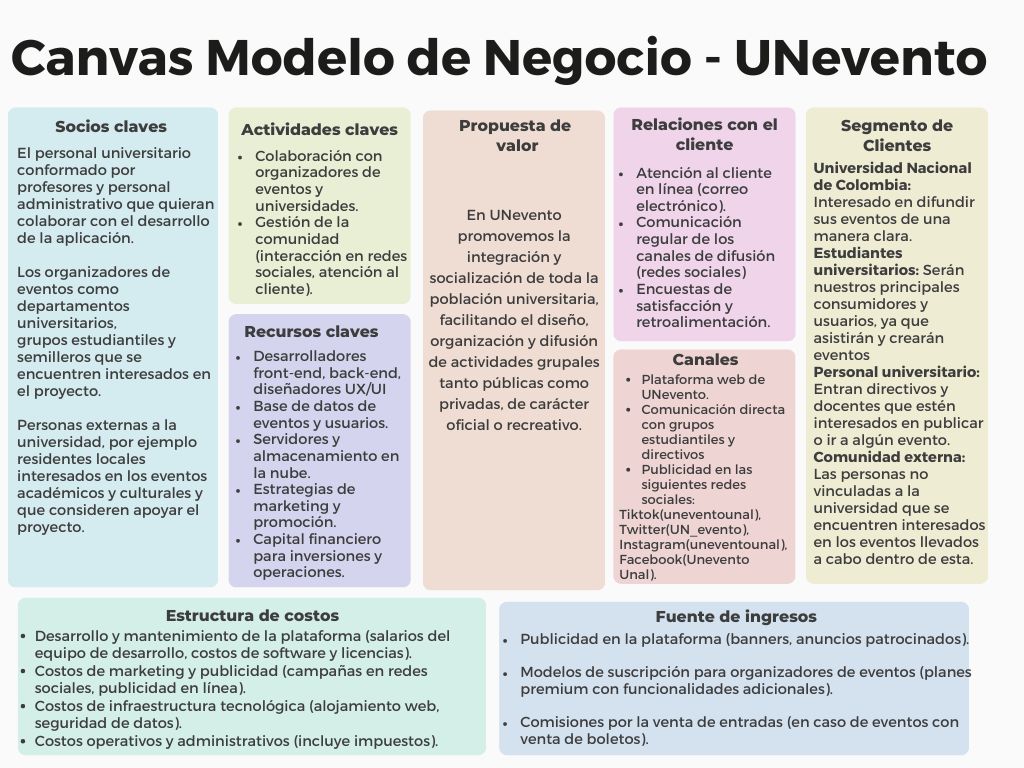 Canvas Modelo de Negocio - UNevento
Socios claves
El personal universitario
conformado por
profesores y personal
administrativo que quieran
colaborar con el desarrollo
de la aplicación.
Los organizadores de
eventos como
departamentos
universitarios,
grupos estudiantiles y
semilleros que se
encuentren interesados en
el proyecto.
Personas externas a la
universidad, por ejemplo
residentes locales
interesados en los eventos
académicos y culturales y
que consideren apoyar el
proyecto.
Actividades claves
• Colaboración con
organizadores de
eventos y
universidades.
• Gestión de la
comunidad
(interacción en redes
sociales, atención al
cliente).
Recursos claves
• Desarrolladores
front-end, back-end,
diseñadores UX/UI
• Base de datos de
eventos y usuarios.
• Servidores y
almacenamiento en
la nube.
• Estrategias de
marketing y
promoción.
• Capital financiero
para inversiones y
operaciones.
Propuesta de
valor
En UNevento
promovemos la
integración y
socialización de toda la
población universitaria,
facilitando el diseño,
organización y difusión
de actividades grupales
tanto públicas como
privadas, de carácter
oficial o recreativo.
Relaciones con el
cliente
• Atención al cliente
en línea (correo
electrónico).
• Comunicación
regular de los
canales de difusión
(redes sociales)
• Encuestas de
satisfacción y
retroalimentación.
Canales
• Plataforma web de
UNevento.
• Comunicación directa
con grupos
estudiantiles y
directivos
• Publicidad en las
siguientes redes
sociales:
Tiktok(uneventounal),
Twitter(UN_evento),
Instagram(uneventounal),
Facebook(Unevento
Unal).
Segmento de
Clientes
Universidad Nacional
de Colombia:
Interesado en difundir
sus eventos de una
manera clara.
Estudiantes
universitarios: Serán
nuestros principales
consumidores y
usuarios, ya que
asistirán y crearán
eventos
Personal universitario:
Entran directivos y
docentes que estén
interesados en publicar
o ir a algún evento.
Comunidad externa:
Las personas no
vinculadas a la
universidad que se
encuentren interesados
en los eventos llevados
a cabo dentro de esta.
Estructura de costos
• Desarrollo y mantenimiento de la plataforma (salarios del
equipo de desarrollo, costos de software y licencias).
• Costos de marketing y publicidad (campañas en redes
sociales, publicidad en línea).
• Costos de infraestructura tecnológica (alojamiento web,
seguridad de datos).
• Costos operativos y administrativos (incluye impuestos).
Fuente de ingresos
• Publicidad en la plataforma (banners, anuncios patrocinados).
• Modelos de suscripción para organizadores de eventos (planes
premium con funcionalidades adicionales).
• Comisiones por la venta de entradas (en caso de eventos con
venta de boletos).